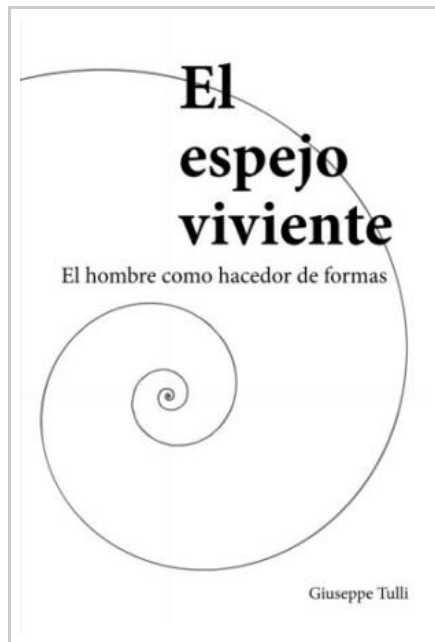 El
espejo
viviente
El hombre como hacedor de formas
Giuseppe Tulli